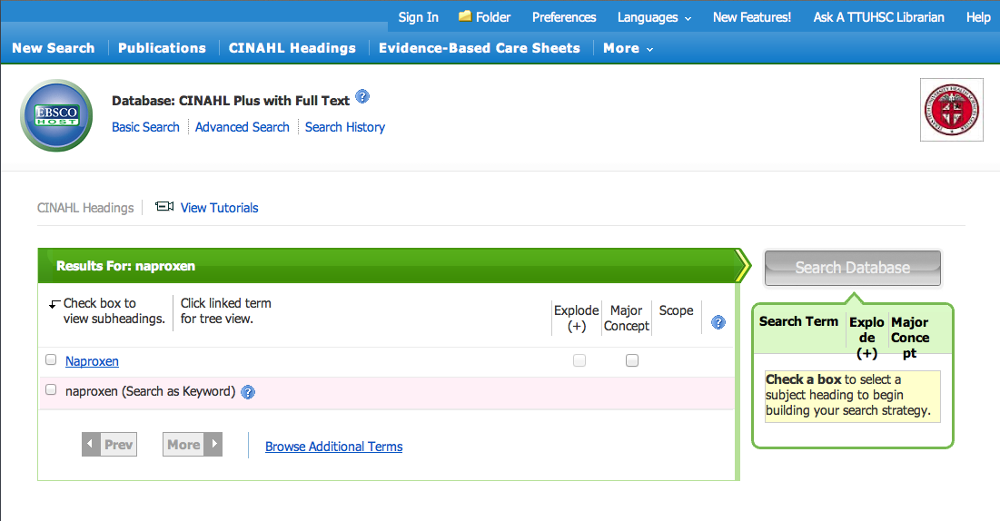 Sign In Folder Preferences Languages New Features! Ask A TTUHSC Librarian Help
New Search Publications CINAHL Headings Evidence-Based Care Sheets More
EBSCO
HOST
Database: CINAHL Plus with Full Text ?
Basic Search Advanced Search Search History
CINAHL Headings View Tutorials
Results For: naproxen
Check box to
view subheadings.
Click linked term
for tree view.
Explode
(+)
Major
Concept
Scope
?
Naproxen
naproxen (Search as Keyword) ?
Prev More Browse Additional Terms
Search Database
Search Term
Explo
de
(+)
Major
Conce
pt
Check a box to select a
subject heading to begin
building your search strategy.